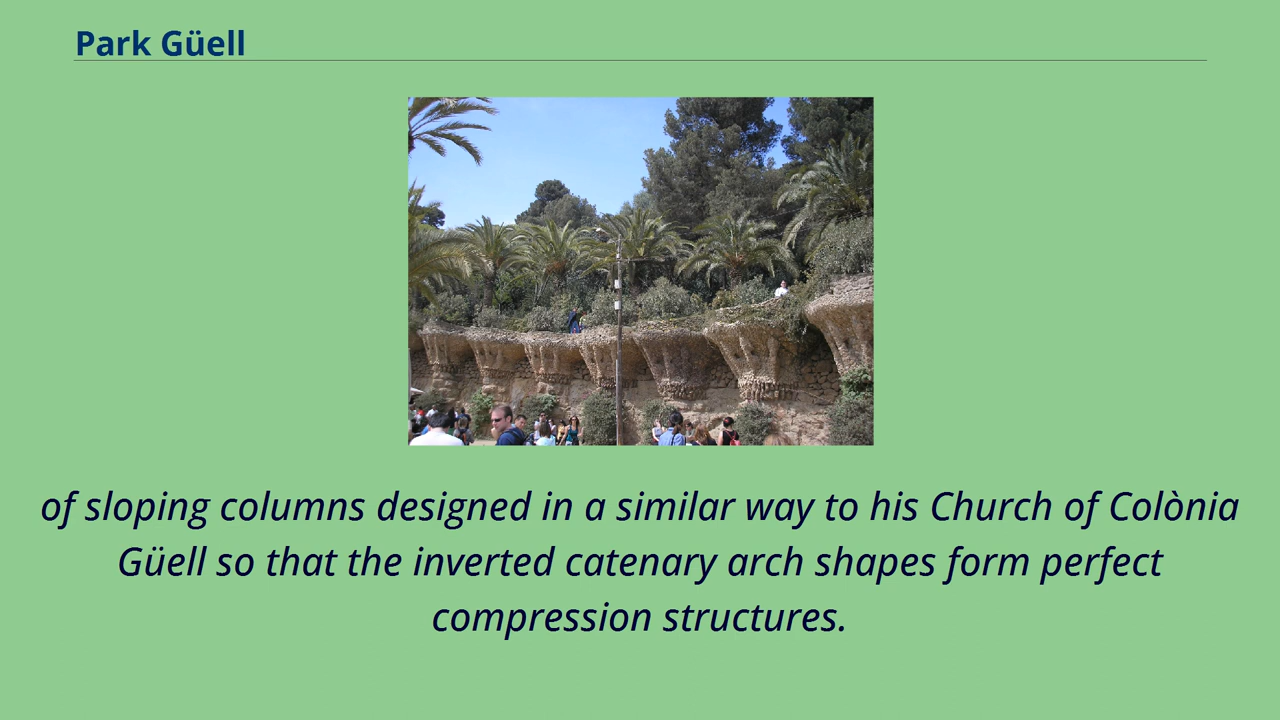 Park Güell
of sloping columns designed in a similar way to his Church of Colònia
Güell so that the inverted catenary arch shapes form perfect
compression structures.